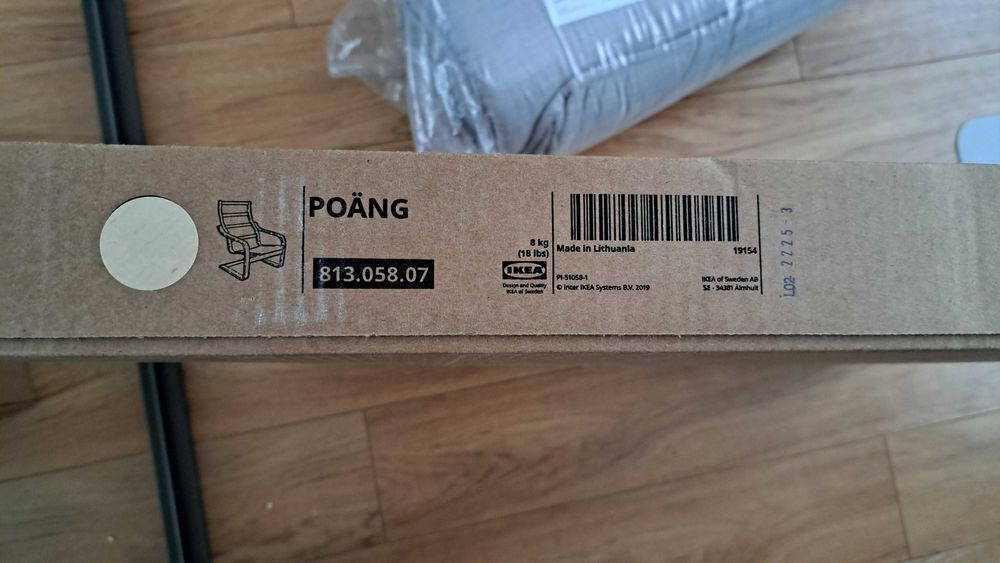 POÄNG
813.058.07
8 kg
(18 lbs)
IKEA
Design and Quality
IKEA of Sweden
Made in Lithuania
19154
PI-51058-1
© Inter IKEA Systems B.V. 2019
IKEA of Sweden AB
SE - 34381 Älmhult
L02 2225-3